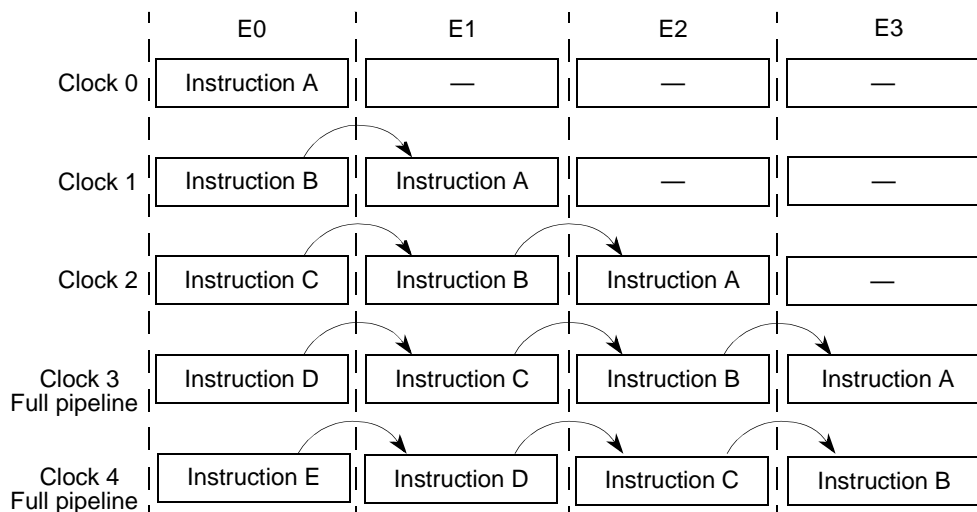 E0 E1 E2 E3
Clock 0 Instruction A — — —
Clock 1 Instruction B Instruction A — —
Clock 2 Instruction C Instruction B Instruction A —
Clock 3 Instruction D Instruction C Instruction B Instruction A
Full pipeline
Clock 4 Instruction E Instruction D Instruction C Instruction B
Full pipeline